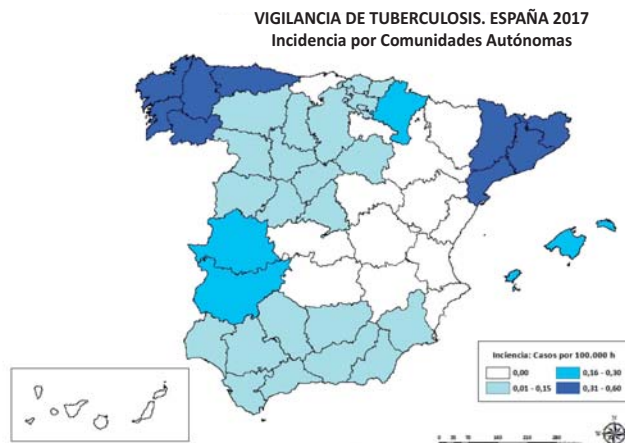 VIGILANCIA DE TUBERCULOSIS. ESPAÑA 2017
Incidencia por Comunidades Autónomas
Inciencia: Casos por 100.000 h
0,00 0,16 - 0,30
0,01 - 0,15 0,31 - 0,60